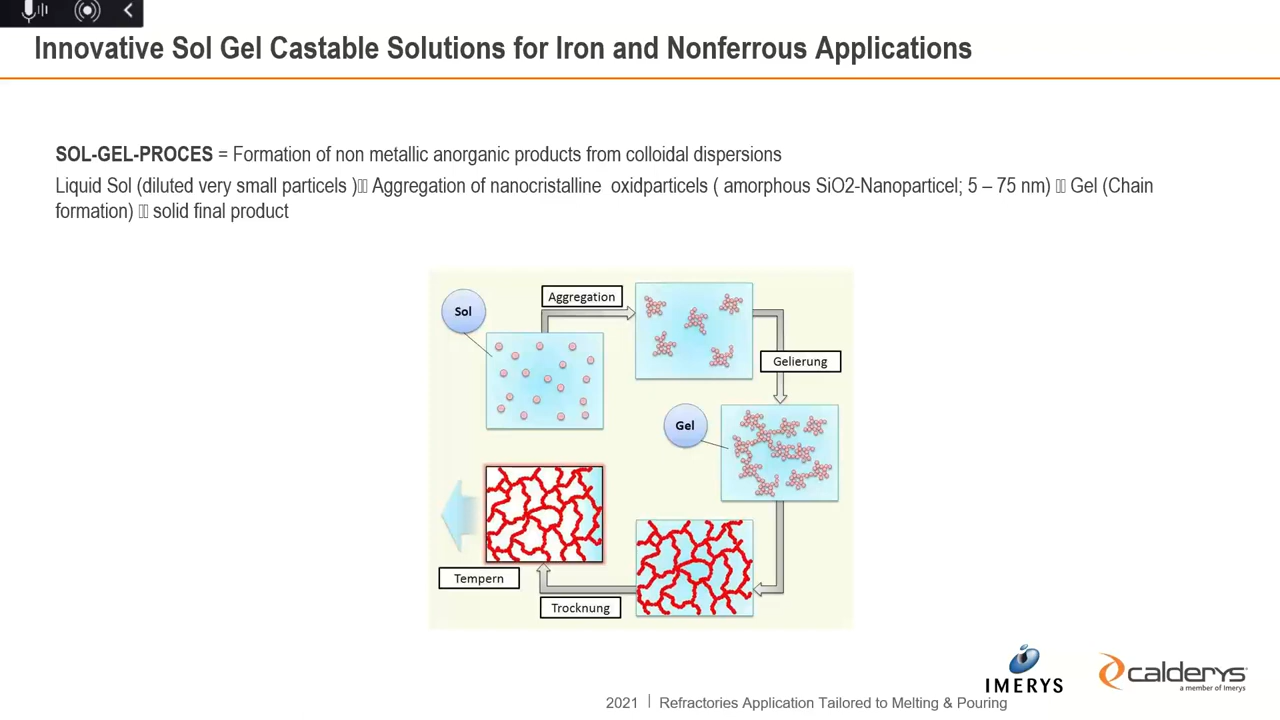 Innovative Sol Gel Castable Solutions for Iron and Nonferrous Applications
SOL-GEL-PROCES = Formation of non metallic anorganic products from colloidal dispersions
Liquid Sol (diluted very small particels ) Aggregation of nanocristalline oxidparticels ( amorphous SiO2-Nanoparticel; 5 – 75 nm) Gel (Chain
formation) solid final product
Sol
Aggregation
Gelierung
Gel
Tempern
Trocknung
IMERYS
calderys
a member of Imerys
2021 | Refractories Application Tailored to Melting & Pouring